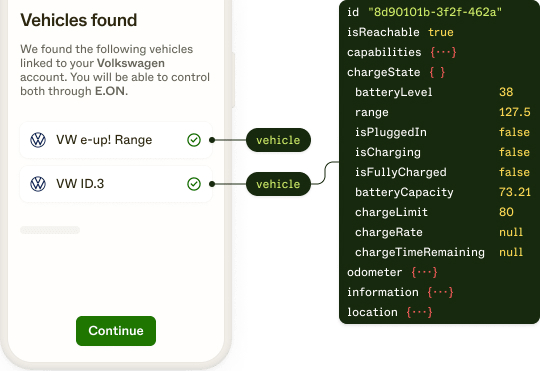 Vehicles found
We found the following vehicles
linked to your Volkswagen
account. You will be able to control
both through E.ON.
VW e-up! Range
VW ID.3
Continue
vehicle
vehicle
id "8d90101b-3f2f-462a"
isReachable true
capabilities {···}
chargeState { }
batteryLevel 38
range 127.5
isPluggedIn false
isCharging false
isFullyCharged false
batteryCapacity 73.21
chargeLimit 80
chargeRate null
chargeTimeRemaining null
odometer {···}
information {···}
location {···}